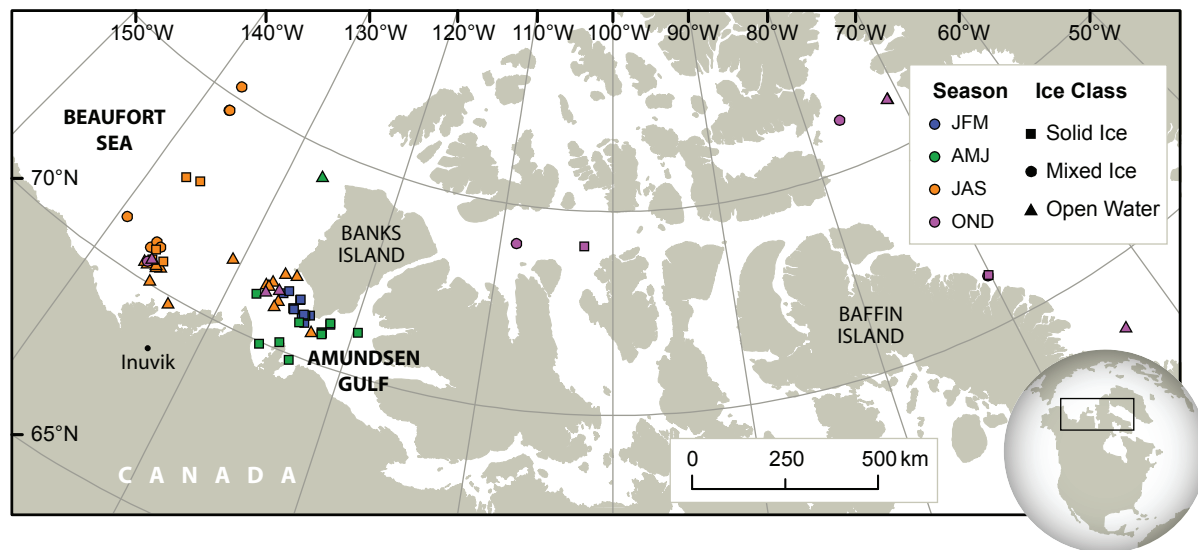 150°W 140°W 130°W 120°W 110°W 100°W 90°W 80°W 70°W 60°W 50°W
BEAUFORT
SEA
70°N
65°N
BANKS
ISLAND
BAFFIN
ISLAND
Inuvik
AMUNDSEN
GULF
CANADA
Season
JFM
AMJ
JAS
OND
Ice Class
Solid Ice
Mixed Ice
Open Water
0 250 500 km